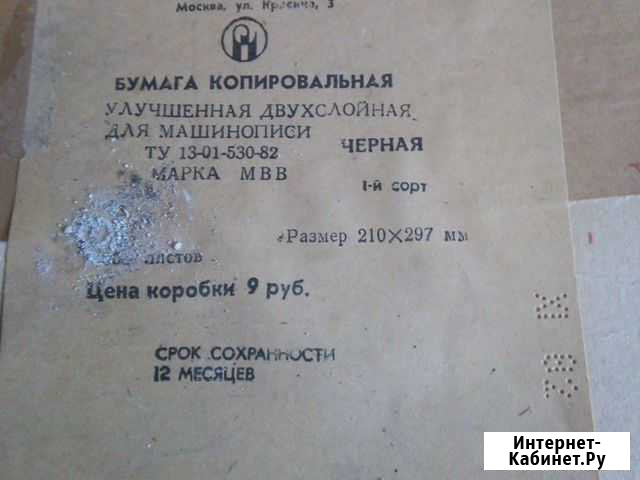 Москва, ул. Красина, 3
БУМАГА КОПИРОВАЛЬНАЯ
УЛУЧШЕННАЯ ДВУХСЛОЙНАЯ
ДЛЯ МАШИНОПИСИ
ЧЕРНАЯ
ТУ 13-01-530-82
МАРКА МВВ
1-й сорт
Размер 210×297 мм
листов
Цена коробки 9 руб.
СРОК СОХРАННОСТИ
12 МЕСЯЦЕВ
Интернет-
Кабинет.Ру